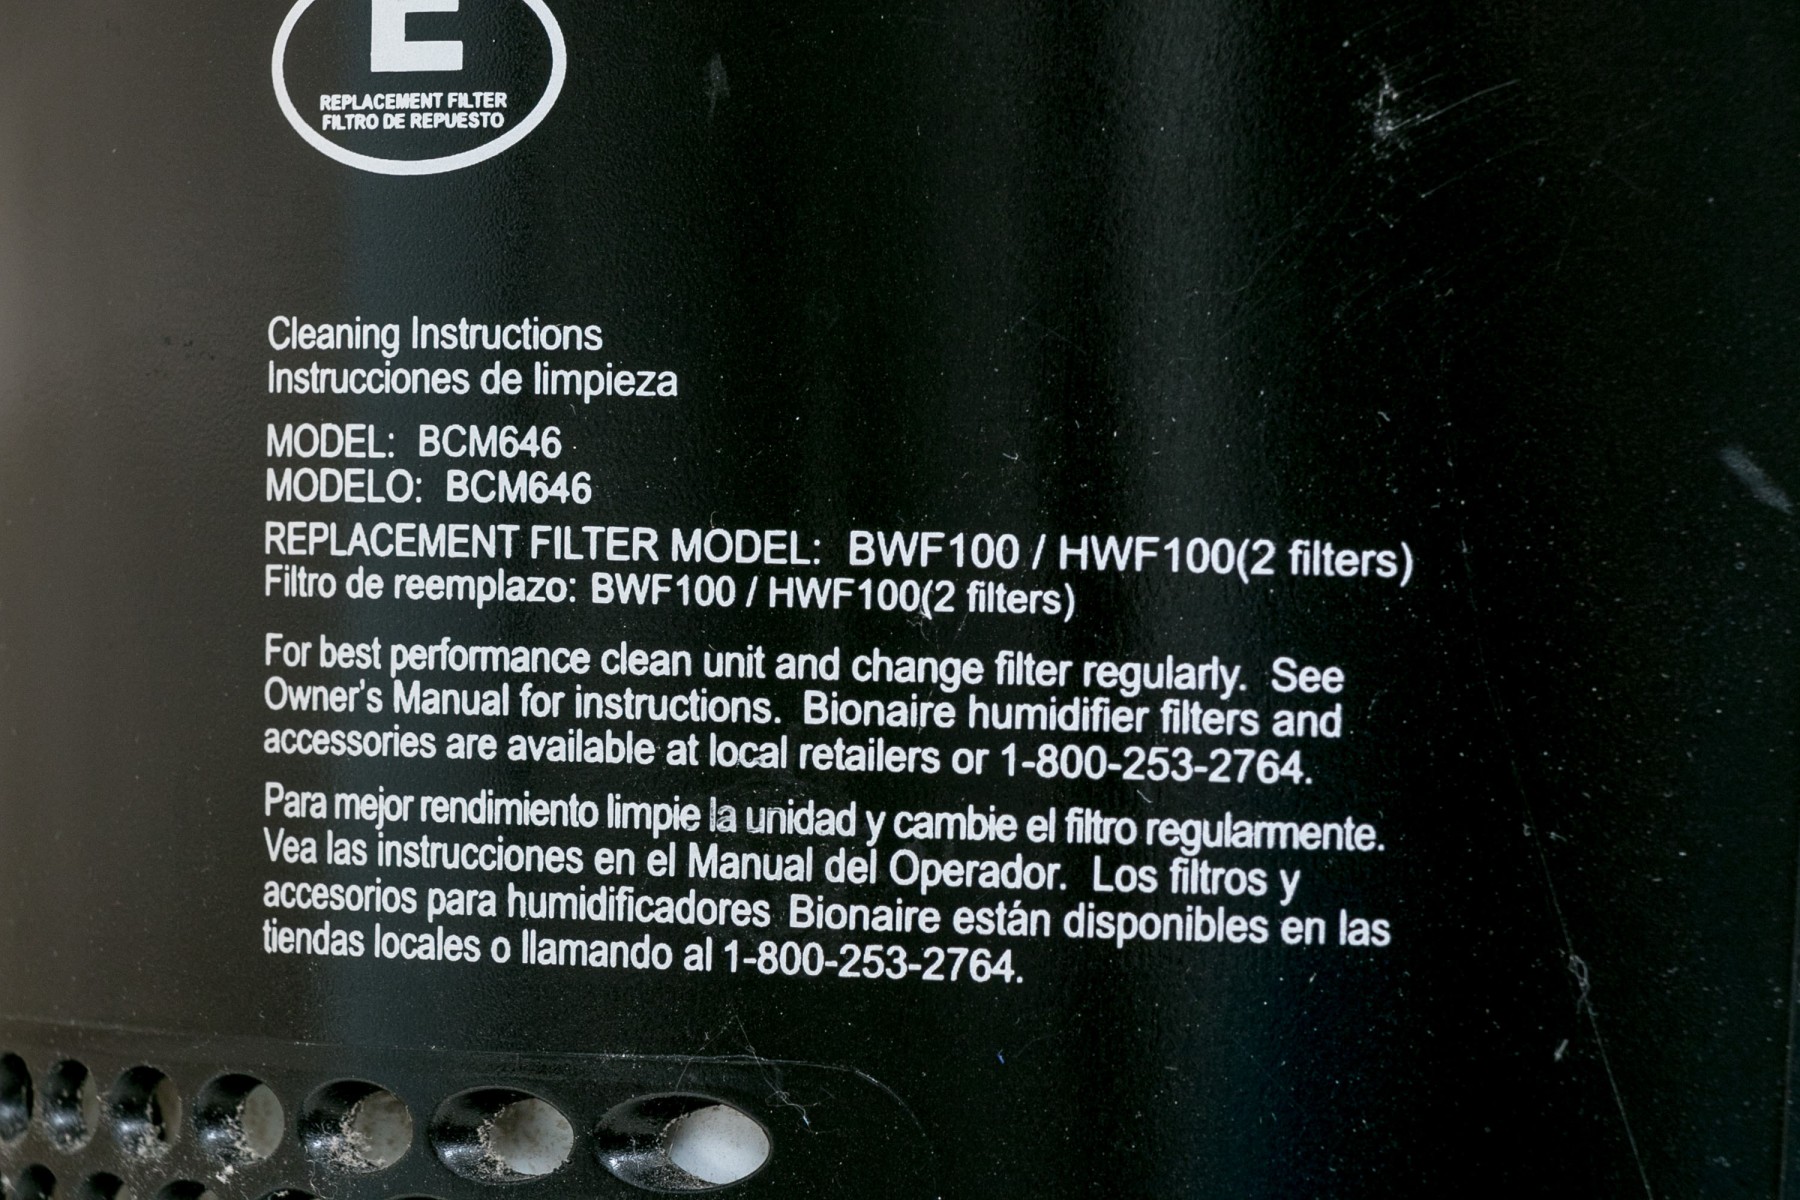 E
REPLACEMENT FILTER
FILTRO DE REPUESTO
Cleaning Instructions
Instrucciones de limpieza
MODEL: BCM646
MODELO: BCM646
REPLACEMENT FILTER MODEL: BWF100 / HWF100(2 filters)
Filtro de reemplazo: BWF100 / HWF100(2 filters)
For best performance clean unit and change filter regularly. See
Owner's Manual for instructions. Bionaire humidifier filters and
accessories are available at local retailers or 1-800-253-2764.
Para mejor rendimiento limpie la unidad y cambie el filtro regularmente.
Vea las instrucciones en el Manual del Operador. Los filtros y
accesorios para humidificadores Bionaire están disponibles en las
tiendas locales o llamando al 1-800-253-2764.